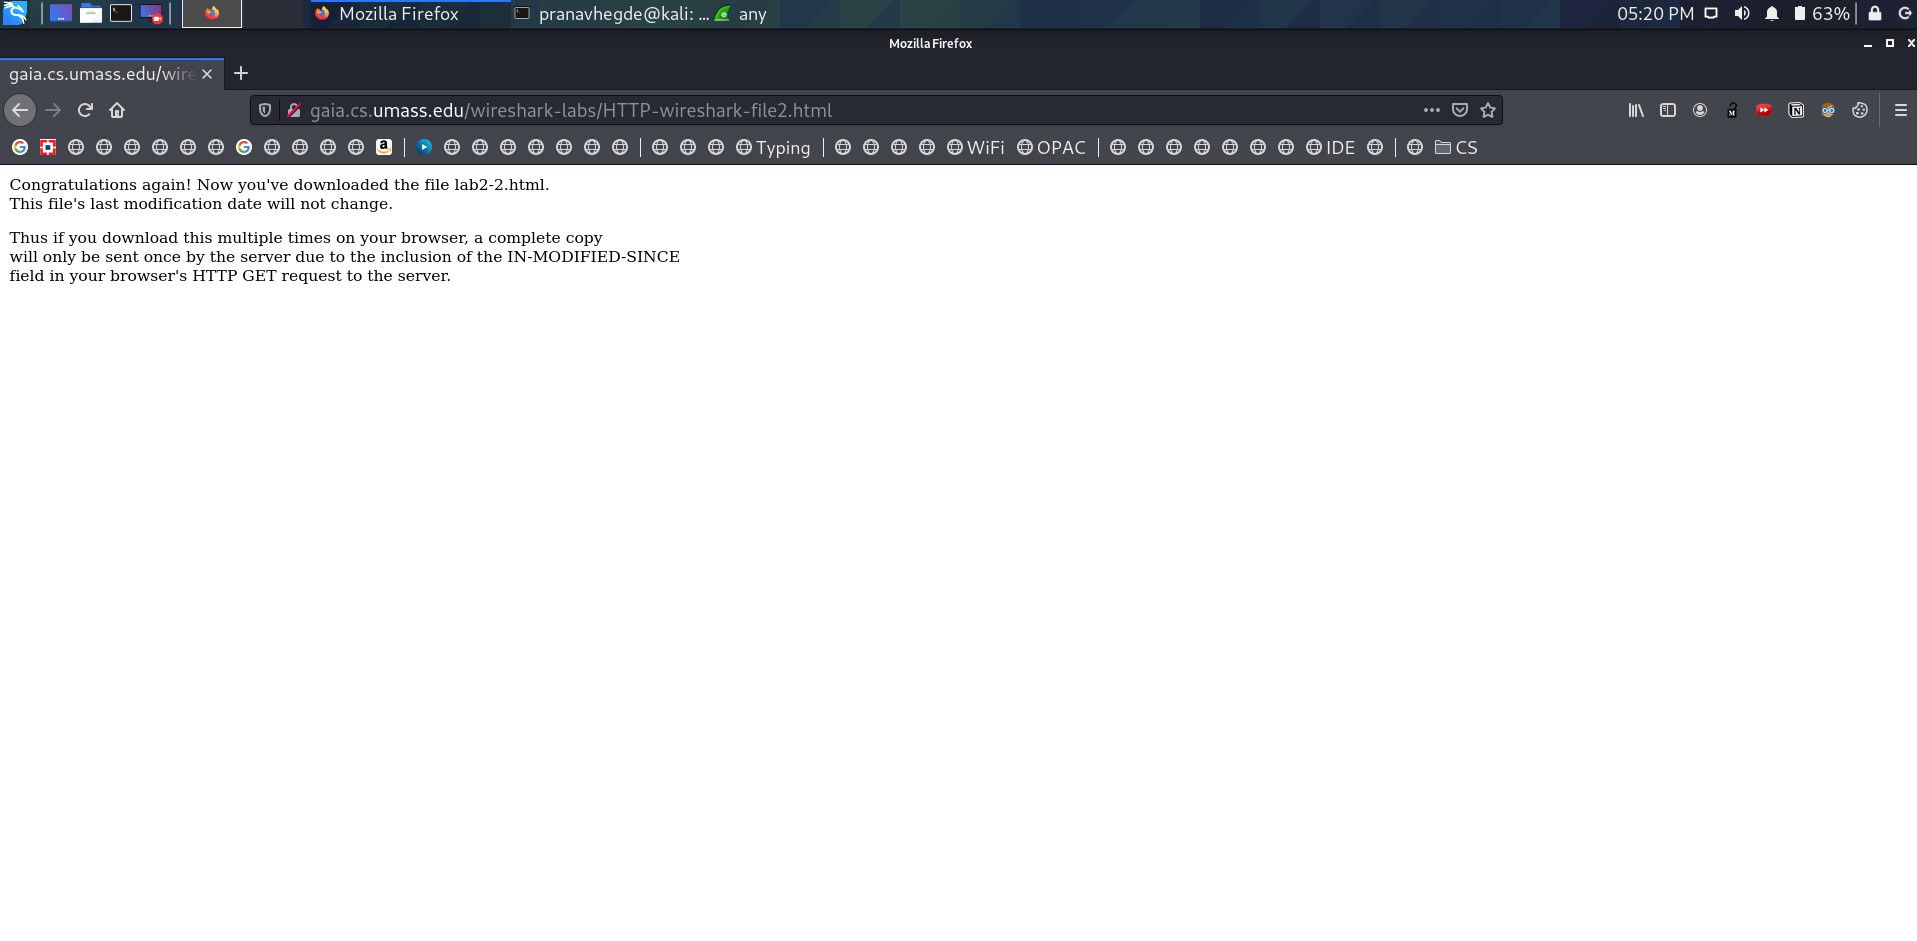 Mozilla Firefox
pranavhegde@kali: ...
any
05:20 PM
63%
Mozilla Firefox
gaia.cs.umass.edu/wire
gaia.cs.umass.edu/wireshark-labs/HTTP-wireshark-file2.html
Typing
WiFi
OPAC
IDE
CS
Congratulations again! Now you've downloaded the file lab2-2.html.
This file's last modification date will not change.
Thus if you download this multiple times on your browser, a complete copy
will only be sent once by the server due to the inclusion of the IN-MODIFIED-SINCE
field in your browser's HTTP GET request to the server.